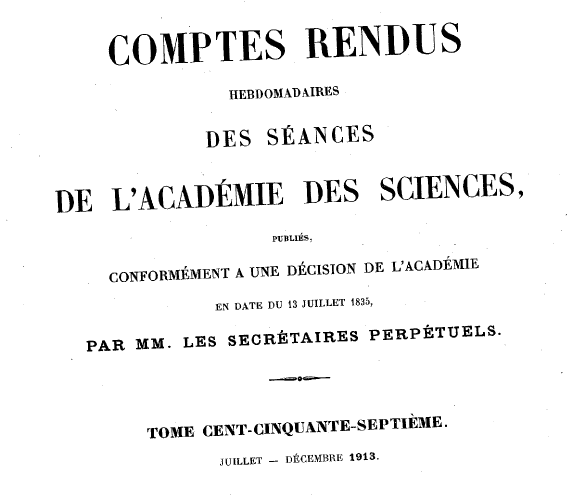 COMPTES RENDUS
HEBDOMADAIRES
DES SÉANCES
DE L'ACADÉMIE DES SCIENCES,
PUBLIÉS,
CONFORMÉMENT A UNE DÉCISION DE L'ACADÉMIE
EN DATE DU 13 JUILLET 1835,
PAR MM. LES SECRÉTAIRES PERPÉTUELS.
TOME CENT-CINQUANTE-SEPTIÈME.
JUILLET — DÉCEMBRE 1913.